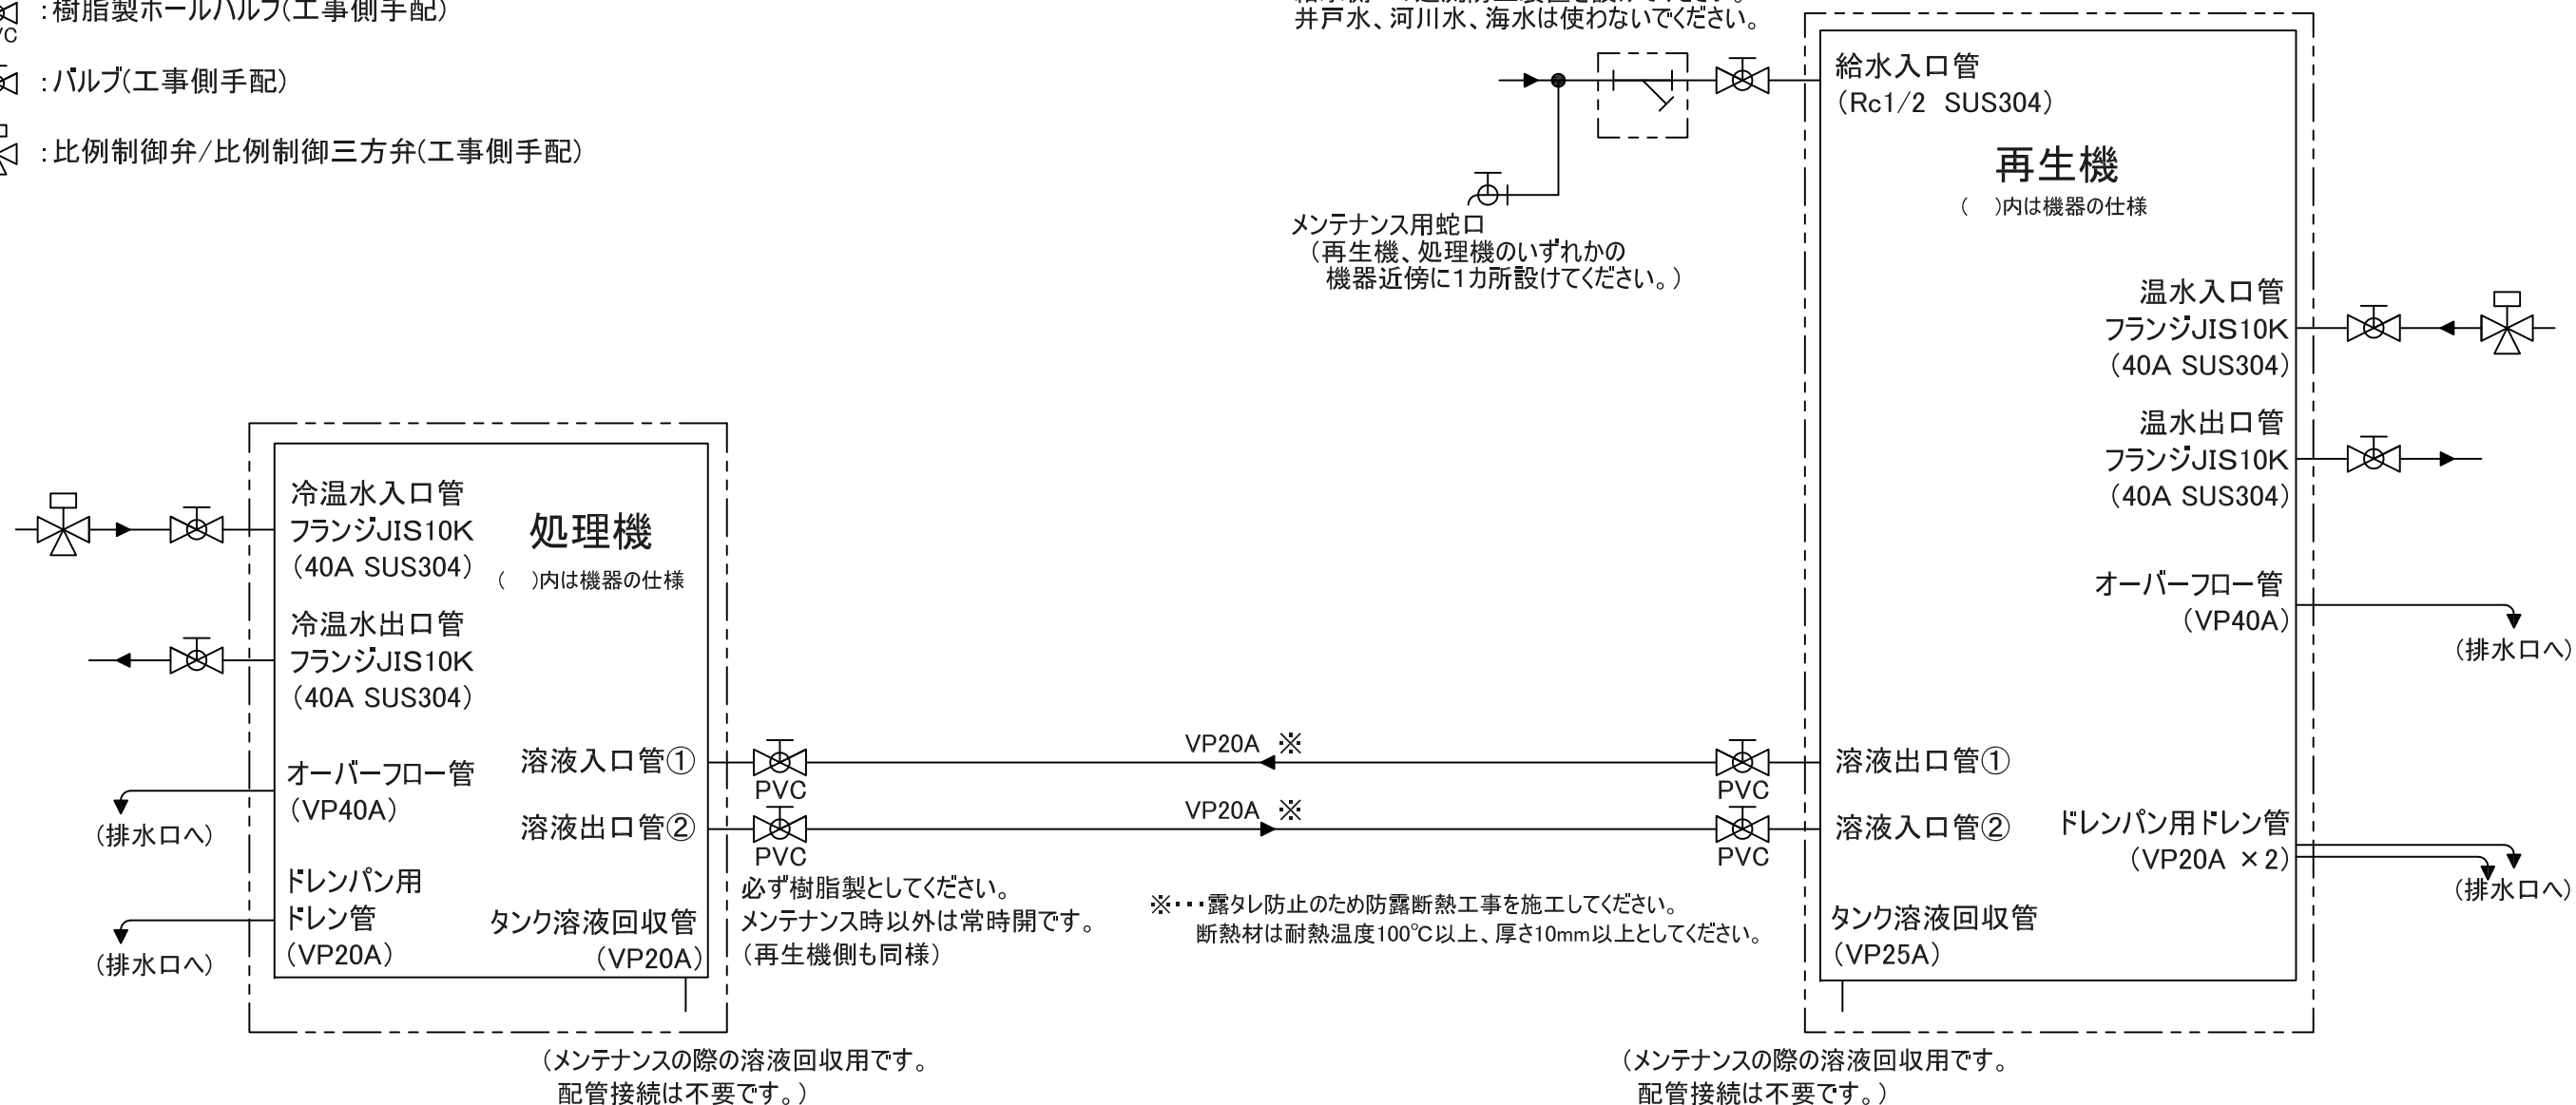 :樹脂製ボールバルブ(工事側手配)
:バルブ(工事側手配)
:比例制御弁/比例制御三方弁(工事側手配)
井戸水、河川水、海水は使わないでください。
メンテナンス用蛇口
(再生機、処理機のいずれかの
機器近傍に1カ所設けてください。)
給水入口管
(Rc1/2 SUS304)
再生機
( )内は機器の仕様
温水入口管
フランジJIS10K
(40A SUS304)
温水出口管
フランジJIS10K
(40A SUS304)
オーバーフロー管
(VP40A)
(排水口へ)
溶液出口管①
溶液入口管②
ドレンパン用ドレン管
(VP20A ×2)
(排水口へ)
タンク溶液回収管
(VP25A)
(メンテナンスの際の溶液回収用です。
配管接続は不要です。)
冷温水入口管
フランジJIS10K
(40A SUS304)
処理機
( )内は機器の仕様
冷温水出口管
フランジJIS10K
(40A SUS304)
オーバーフロー管
(VP40A)
(排水口へ)
溶液入口管①
溶液出口管②
ドレンパン用
ドレン管
(VP20A)
(排水口へ)
タンク溶液回収管
(VP20A)
(メンテナンスの際の溶液回収用です。
配管接続は不要です。)
PVC
PVC
VP20A ※
VP20A ※
PVC
PVC
必ず樹脂製としてください。
メンテナンス時以外は常時開です。
(再生機側も同様)
※・・・露タレ防止のため防露断熱工事を施工してください。
断熱材は耐熱温度100℃以上、厚さ10mm以上としてください。